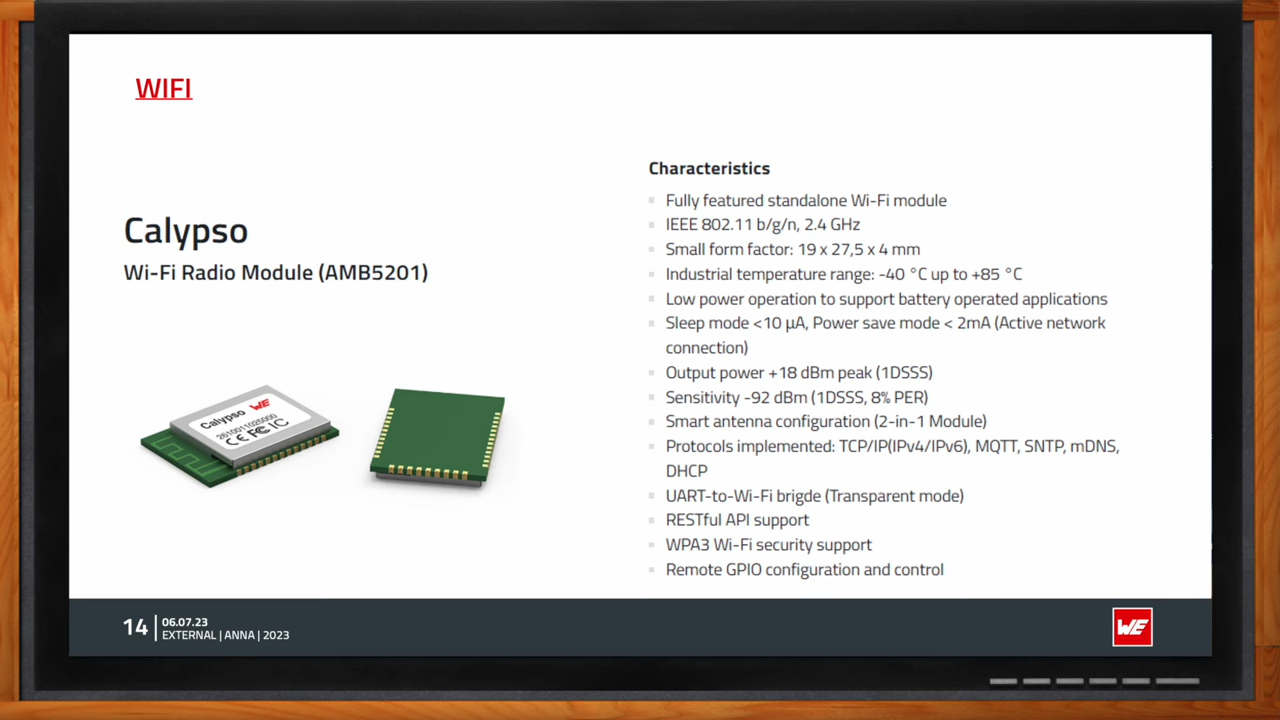 WIFI
Calypso
Wi-Fi Radio Module (AMB5201)
Calypso WE
2610011025000
CE FC IC
Characteristics
Fully featured standalone Wi-Fi module
IEEE 802.11 b/g/n, 2.4 GHz
Small form factor: 19 x 27,5 x 4 mm
Industrial temperature range: -40 °C up to +85 °C
Low power operation to support battery operated applications
Sleep mode <10 µA, Power save mode < 2mA (Active network
connection)
Output power +18 dBm peak (1DSSS)
Sensitivity -92 dBm (1DSSS, 8% PER)
Smart antenna configuration (2-in-1 Module)
Protocols implemented: TCP/IP(IPv4/IPv6), MQTT, SNTP, mDNS,
DHCP
UART-to-Wi-Fi brigde (Transparent mode)
RESTful API support
WPA3 Wi-Fi security support
Remote GPIO configuration and control
14
06.07.23
EXTERNAL | ANNA | 2023
WE